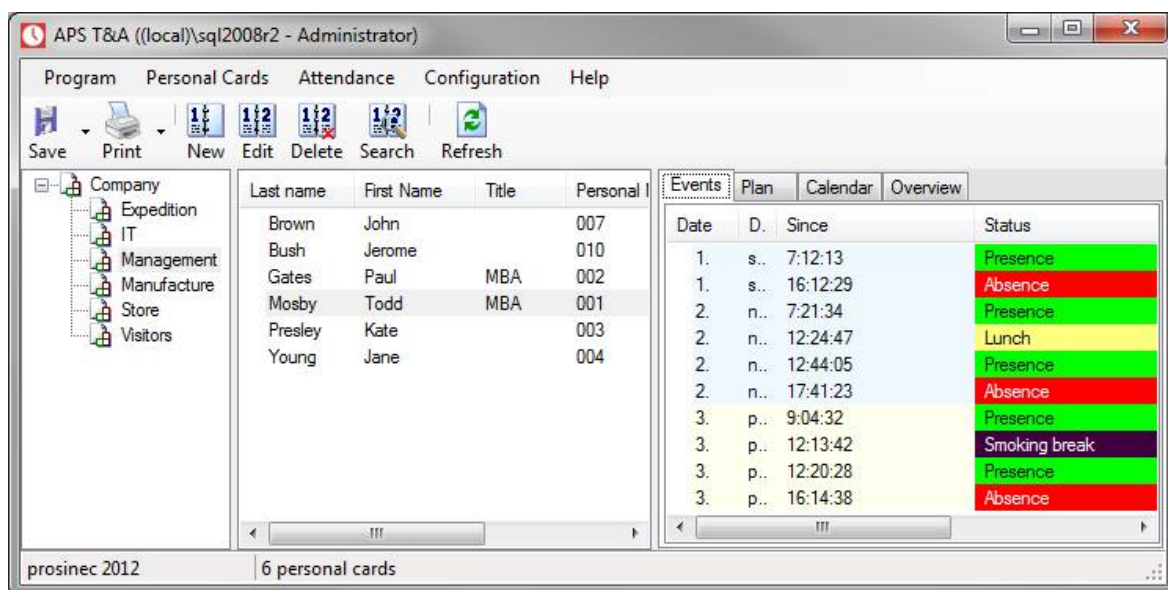 APS T&A ((local)\sql2008r2 - Administrator)
Program Personal Cards Attendance Configuration Help
Save Print New Edit Delete Search Refresh
Company
Expedition
IT
Management
Manufacture
Store
Visitors
Last name First Name Title Personal
Brown John 007
Bush Jerome 010
Gates Paul MBA 002
Mosby Todd MBA 001
Presley Kate 003
Young Jane 004
Events Plan Calendar Overview
Date D. Since Status
1. s.. 7:12:13 Presence
1. s.. 16:12:29 Absence
2. n.. 7:21:34 Presence
2. n.. 12:24:47 Lunch
2. n.. 12:44:05 Presence
2. n.. 17:41:23 Absence
3. p.. 9:04:32 Presence
3. p.. 12:13:42 Smoking break
3. p.. 12:20:28 Presence
3. p.. 16:14:38 Absence
prosinec 2012 6 personal cards